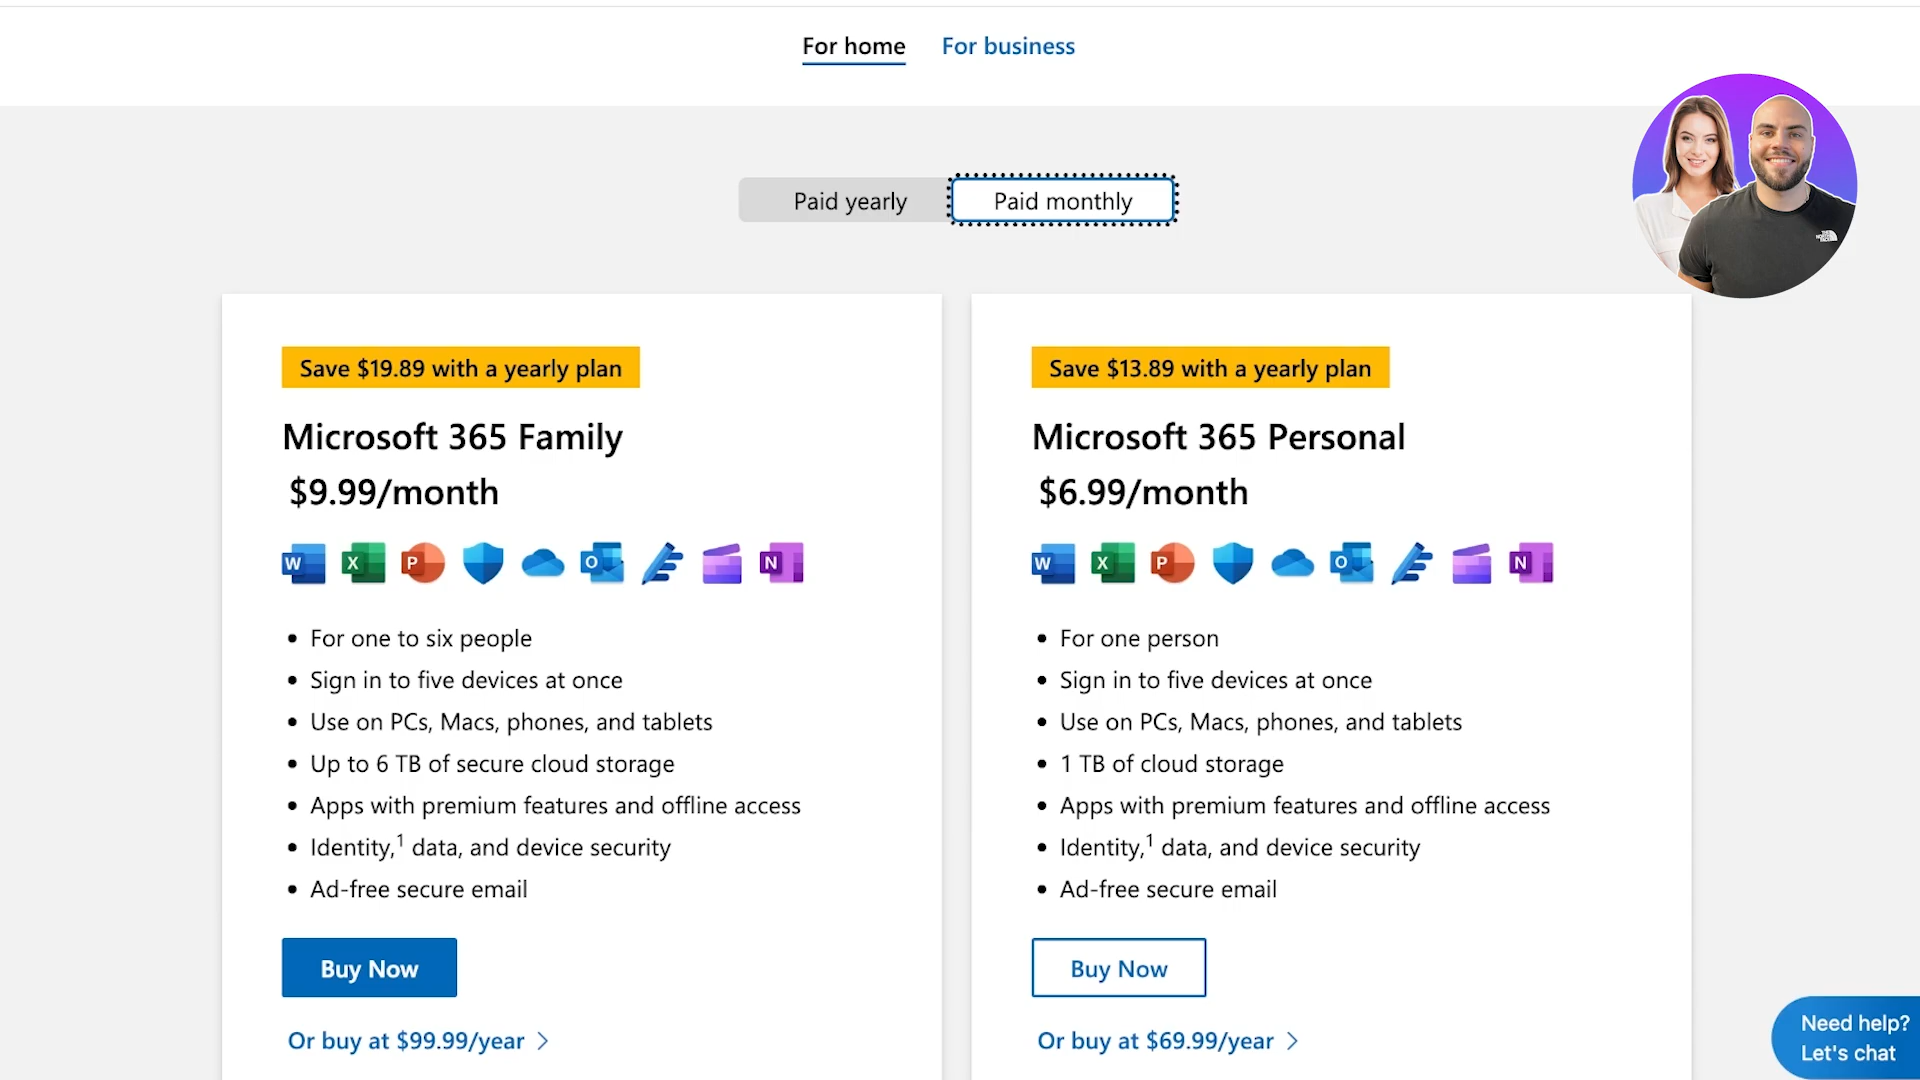 For home
For business
Paid yearly
Paid monthly
THE NORTH FACE
Save $19.89 with a yearly plan
Microsoft 365 Family
$9.99/month
W X P O N
For one to six people
Sign in to five devices at once
Use on PCs, Macs, phones, and tablets
Up to 6 TB of secure cloud storage
Apps with premium features and offline access
Identity,¹ data, and device security
Ad-free secure email
Buy Now
Or buy at $99.99/year
Save $13.89 with a yearly plan
Microsoft 365 Personal
$6.99/month
W X P O N
For one person
Sign in to five devices at once
Use on PCs, Macs, phones, and tablets
1 TB of cloud storage
Apps with premium features and offline access
Identity,¹ data, and device security
Ad-free secure email
Buy Now
Or buy at $69.99/year
Need help?
Let's chat